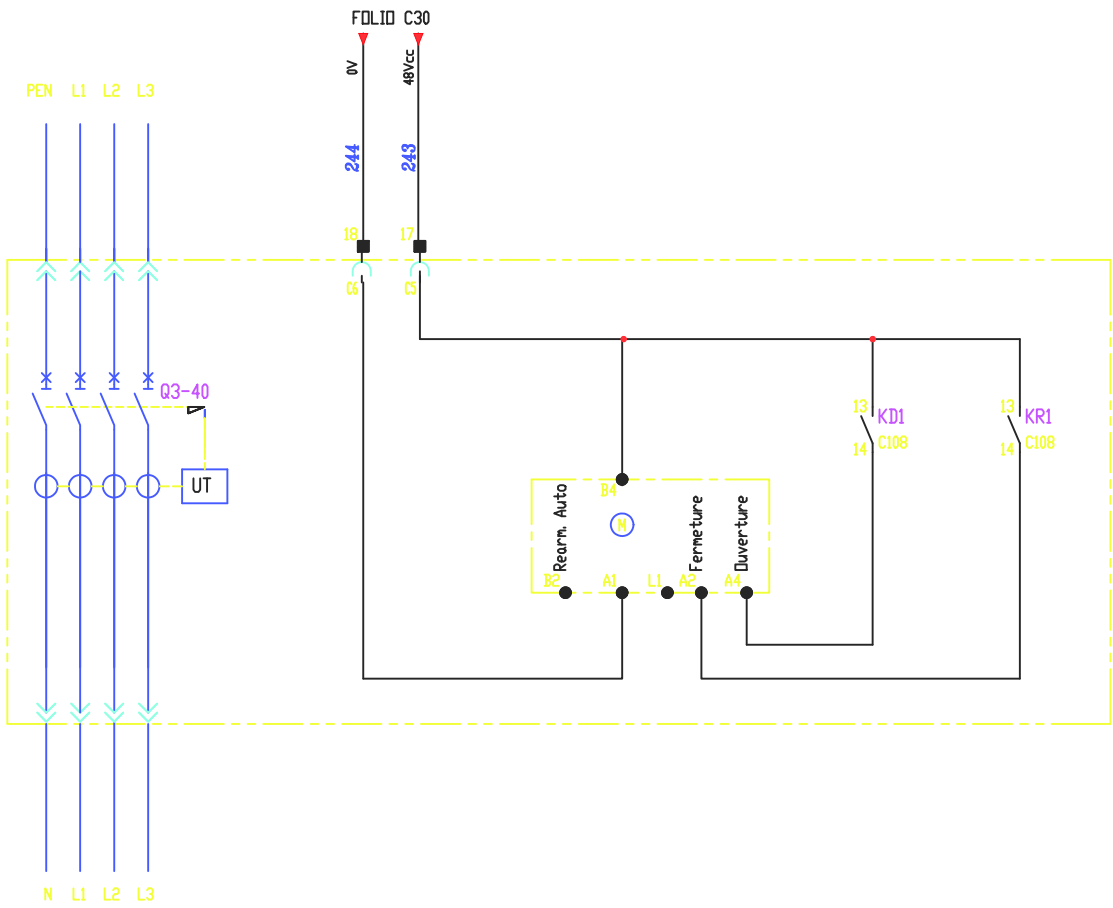 FOLIO C30
0V
48Vcc
PEN L1 L2 L3
244
243
18
17
C6
C5
Q3-40
13
KD1
14
C108
13
KR1
14
C108
UT
B4
Rearm. Auto
M
Fermeture
Ouverture
B2
A1
L1
A2
A4
N L1 L2 L3